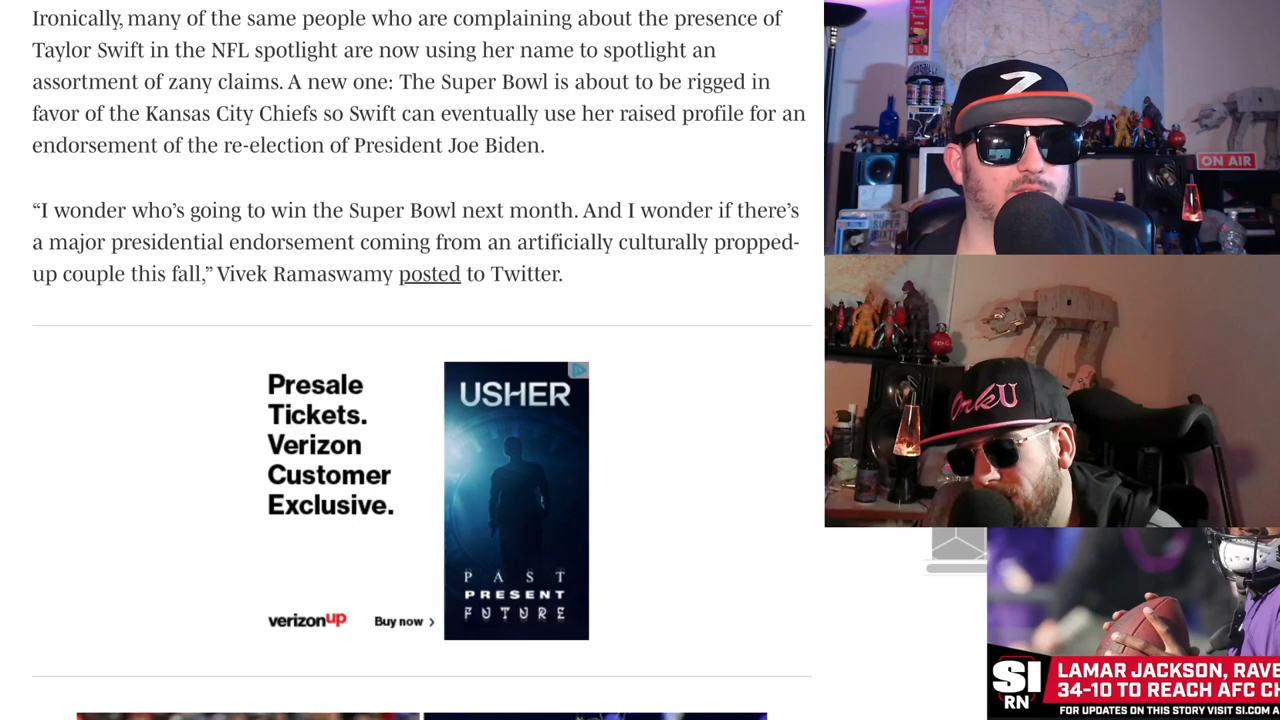 Ironically, many of the same people who are complaining about the presence of
Taylor Swift in the NFL spotlight are now using her name to spotlight an
assortment of zany claims. A new one: The Super Bowl is about to be rigged in
favor of the Kansas City Chiefs so Swift can eventually use her raised profile for an
endorsement of the re-election of President Joe Biden.
“I wonder who’s going to win the Super Bowl next month. And I wonder if there’s
a major presidential endorsement coming from an artificially culturally propped-
up couple this fall,” Vivek Ramaswamy posted to Twitter.
Presale
Tickets.
Verizon
Customer
Exclusive.
verizonup
Buy now >
USHER
PAST
PRESENT
FUTURE
ON AIR
THE
SUPER
OrkU
SI
RN
LAMAR JACKSON, RAVE
34-10 TO REACH AFC CH
FOR UPDATES ON THIS STORY VISIT SI.COM A